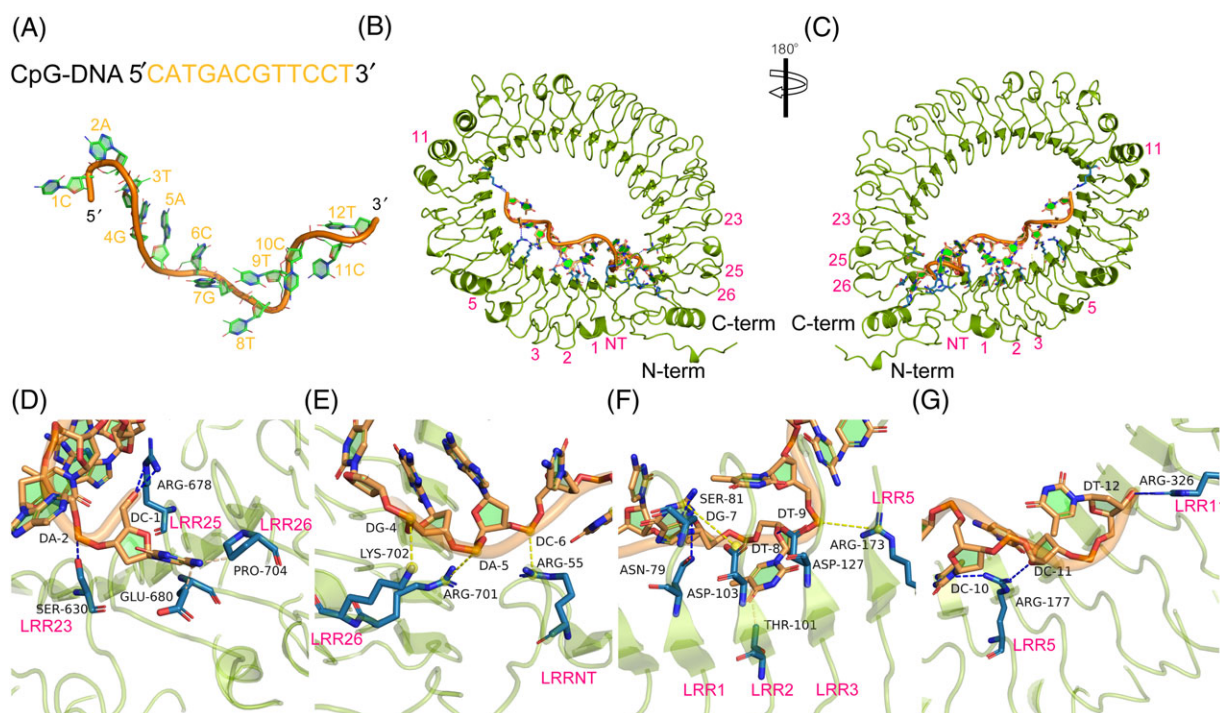 (A)
CpG-DNA 5′CATGACGTTCCT3′
2A
1C
5′
3T
5A
4G
6C
7G
8T
9T
10C
12T
11C
3′
(B)
11
23
25
26
5
3
2
1
NT
C-term
N-term
180°
(C)
11
23
25
26
5
C-term
NT
1
2
3
N-term
(D)
ARG-678
DC-1
LRR25
LRR26
DA-2
PRO-704
SER-630
GLU-680
LRR23
(E)
DG-4
DC-6
LYS-702
DA-5
ARG-55
ARG-701
LRR26
LRRNT
(F)
SER-81
DG-7
DT-9
LRR5
DT-8
ARG-173
ASN-79
ASP-127
ASP-103
THR-101
LRR1
LRR2
LRR3
(G)
DT-12
ARG-326
LRR11
DC-11
DC-10
ARG-177
LRR5